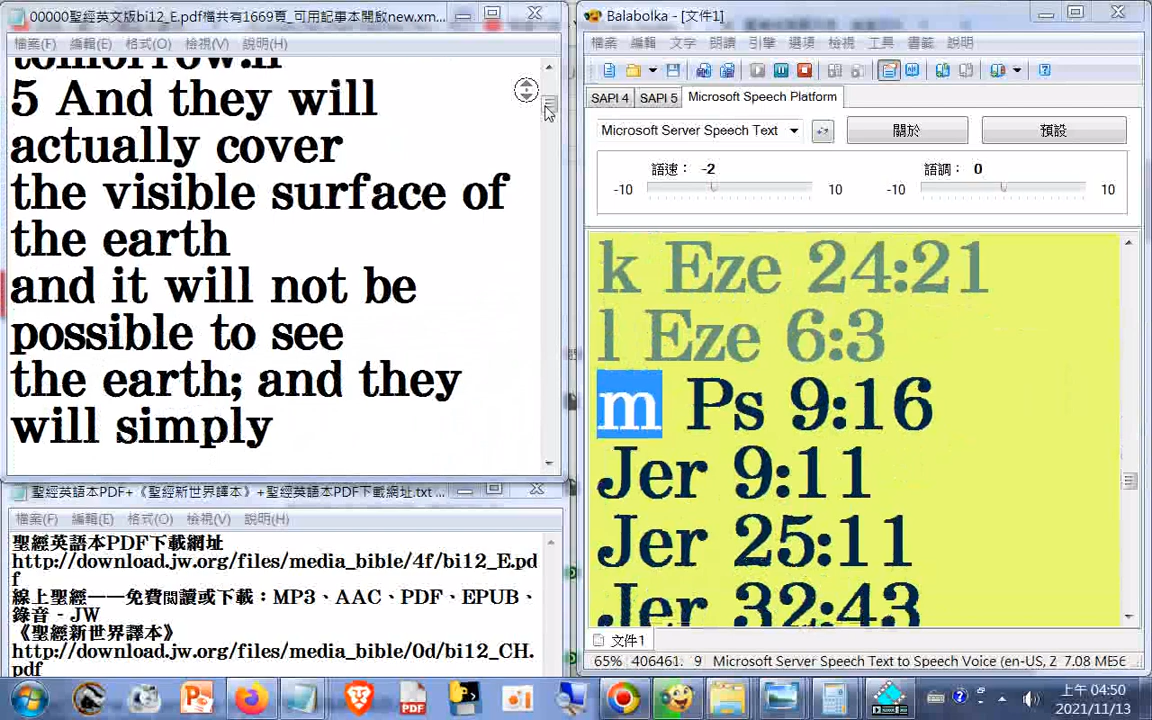 00000聖經英文版bi12_E.pdf檔共有1669頁_可用記事本開啟new.xm...
檔案(F) 編輯(E) 格式(O) 檢視(V) 說明(H)
5 And they will
actually cover
the visible surface of
the earth
and it will not be
possible to see
the earth; and they
will simply
聖經英語本PDF+《聖經新世界譯本》+聖經英語本PDF下載網址.txt ...
檔案(F) 編輯(E) 格式(O) 檢視(V) 說明(H)
聖經英語本PDF下載網址
http://download.jw.org/files/media_bible/4f/bi12_E.pd
f
線上聖經——免費閱讀或下載：MP3、AAC、PDF、EPUB、
錄音 - JW
《聖經新世界譯本》
http://download.jw.org/files/media_bible/0d/bi12_CH.
pdf
Balabolka - [文件1]
檔案 編輯 文字 朗讀 引擎 選項 檢視 工具 書籤 說明
SAPI 4 SAPI 5 Microsoft Speech Platform
Microsoft Server Speech Text 關於 預設
語速： -2 語調： 0
-10 10 -10 10
k Eze 24:21
l Eze 6:3
m Ps 9:16
Jer 9:11
Jer 25:11
Jer 32:43
文件1
65% 406461. 9 Microsoft Server Speech Text to Speech Voice (en-US, 2 7.08 MB
上午 04:50
2021/11/13